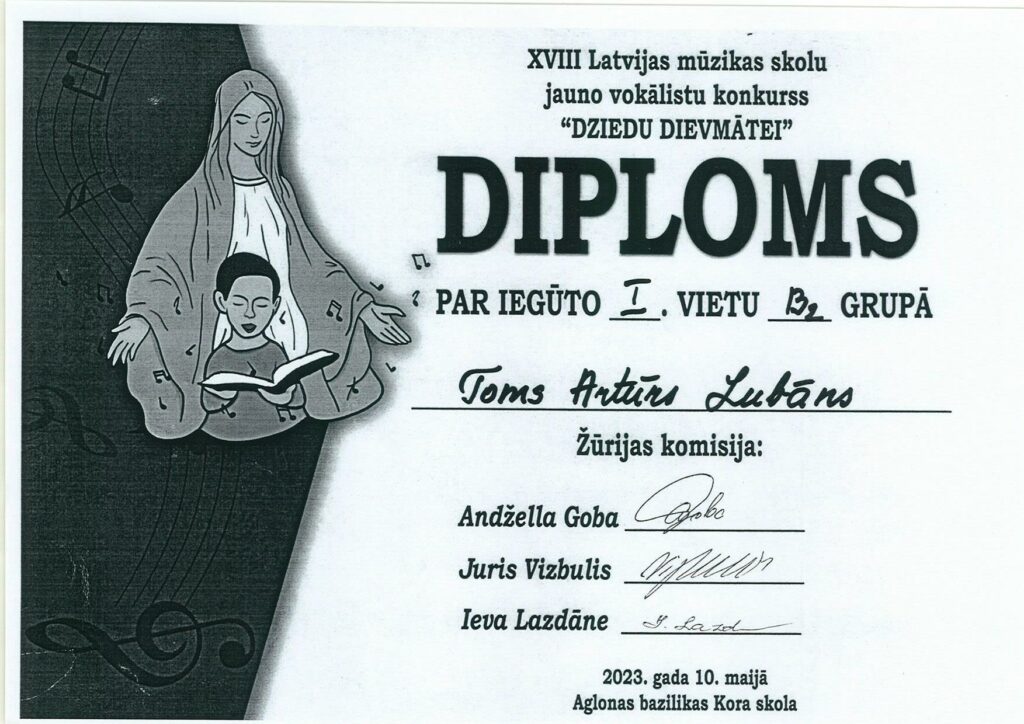 XVIII Latvijas mūzikas skolu
jauno vokālistu konkurss
“DZIEDU DIEVMĀTEI”
DIPLOMS
PAR IEGŪTO I. VIETU B2 GRUPĀ
Toms Artūrs Lubāns
Žūrijas komisija:
Andžella Goba
Juris Vizbulis
Ieva Lazdāne
2023. gada 10. maijā
Aglonas bazilikas Kora skola